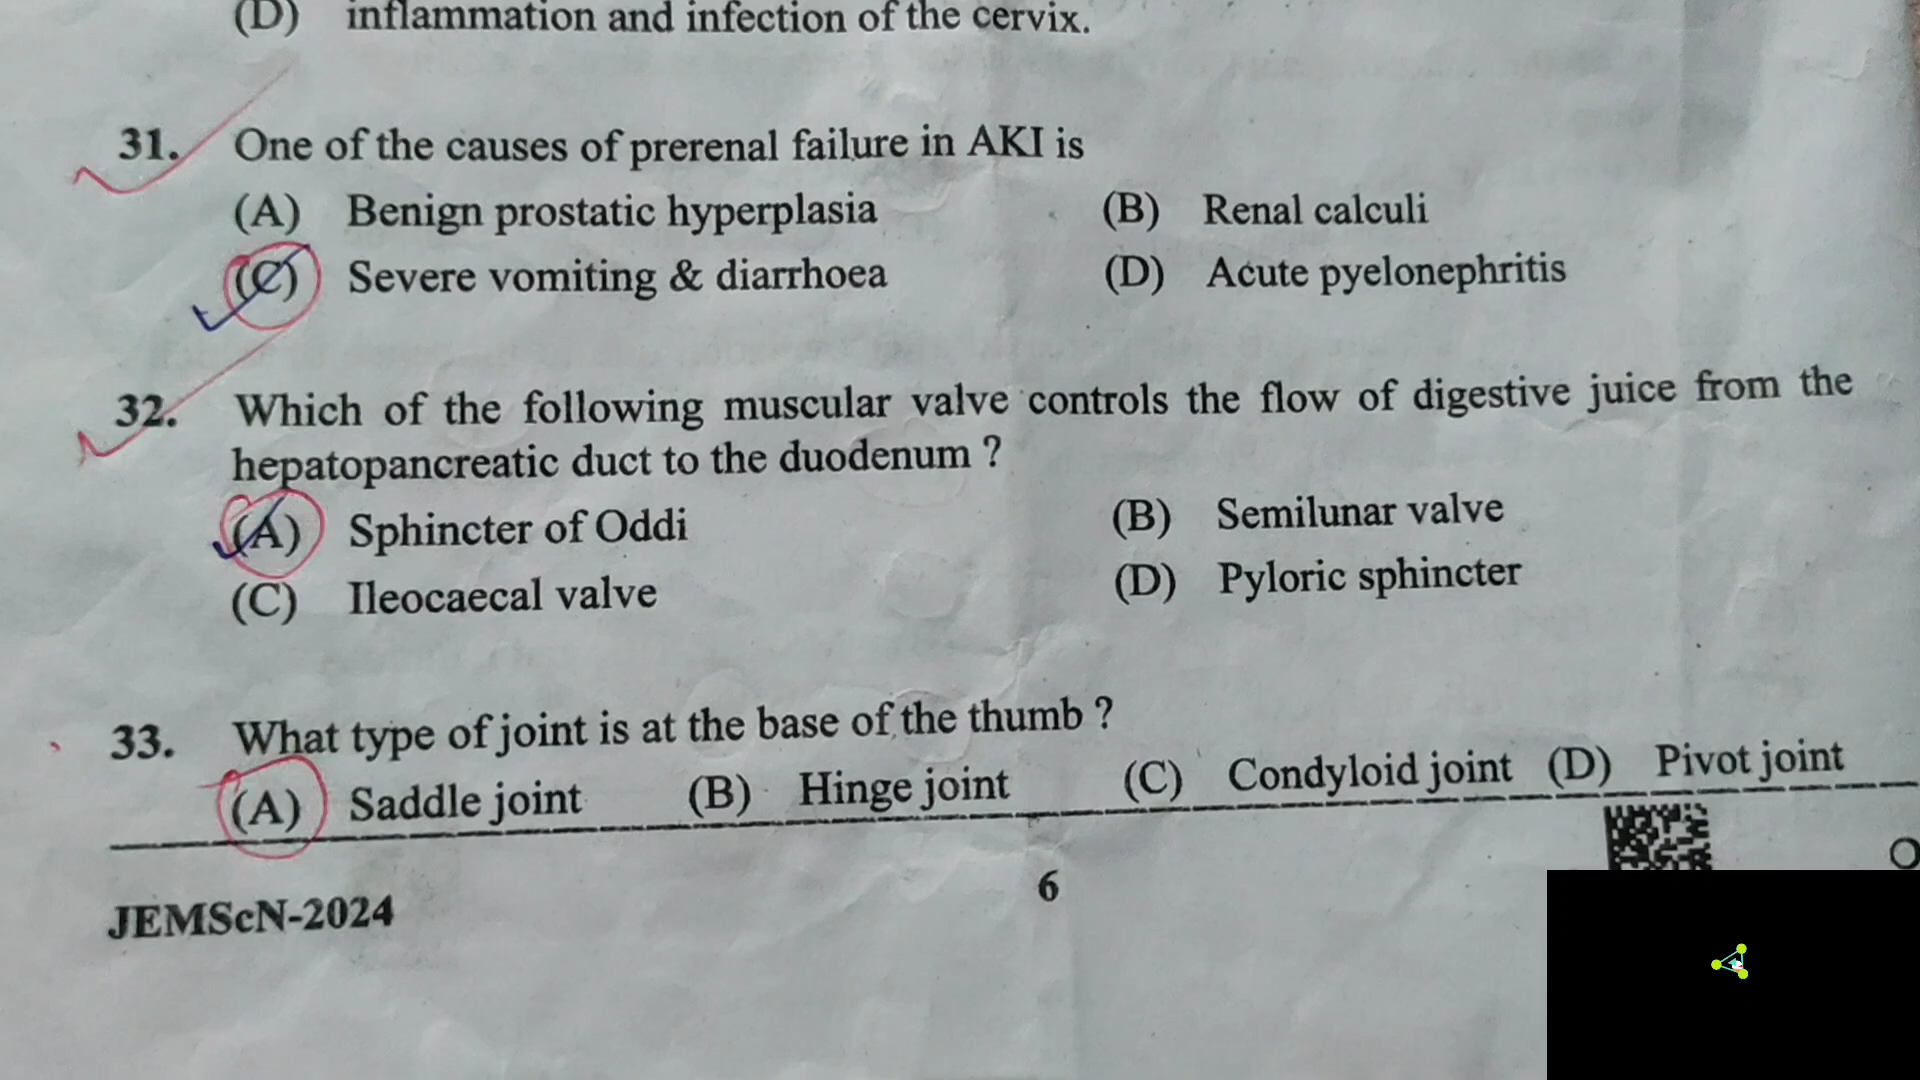 (D) inflammation and infection of the cervix.
31. One of the causes of prerenal failure in AKI is
(A) Benign prostatic hyperplasia (B) Renal calculi
(C) Severe vomiting & diarrhoea (D) Acute pyelonephritis
32. Which of the following muscular valve controls the flow of digestive juice from the
hepatopancreatic duct to the duodenum ?
(A) Sphincter of Oddi (B) Semilunar valve
(C) Ileocaecal valve (D) Pyloric sphincter
33. What type of joint is at the base of the thumb ?
(A) Saddle joint (B) Hinge joint (C) Condyloid joint (D) Pivot joint
JEMScN-2024 6